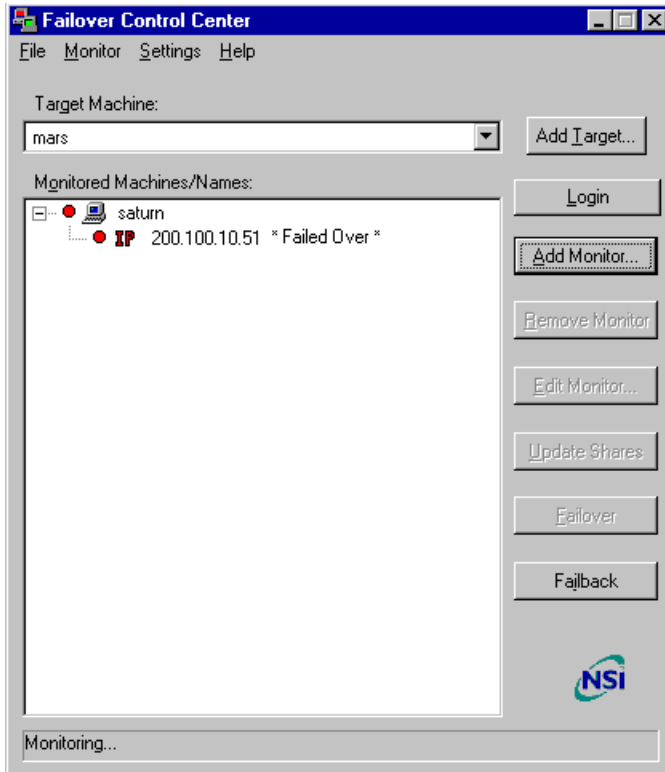 Failover Control Center
File Monitor Settings Help
Target Machine:
mars
Add Target...
Monitored Machines/Names:
Login
saturn
IP 200.100.10.51 * Failed Over *
Add Monitor...
Remove Monitor
Edit Monitor...
Update Shares
Failover
Failback
NSI
Monitoring...